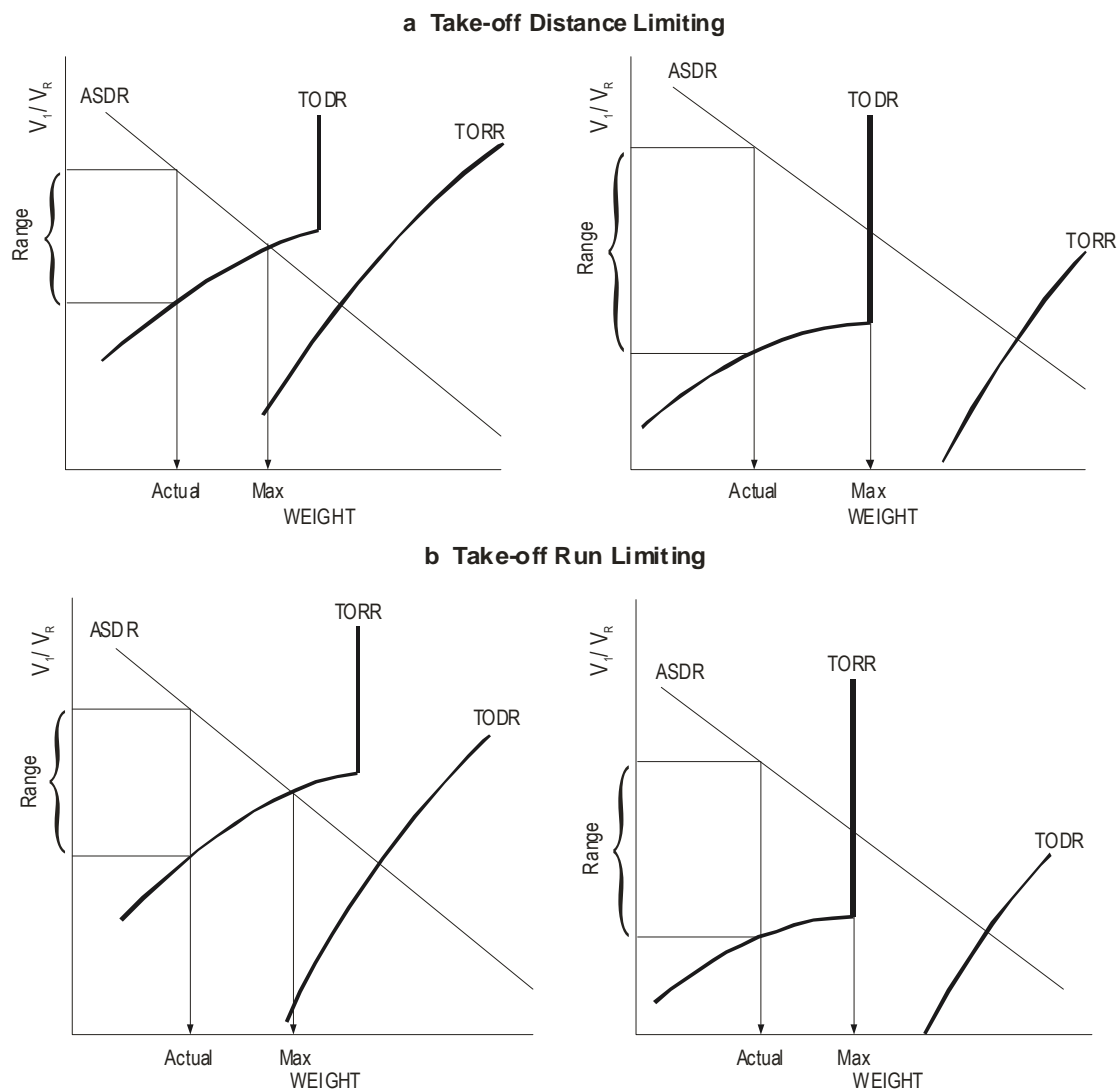 a Take-off Distance Limiting
V1/VR
ASDR
TODR
TORR
Range
Actual
Max
WEIGHT
V1/VR
ASDR
TODR
TORR
Range
Actual
Max
WEIGHT
b Take-off Run Limiting
V1/VR
ASDR
TORR
TODR
Range
Actual
Max
WEIGHT
V1/VR
ASDR
TORR
TODR
Range
Actual
Max
WEIGHT